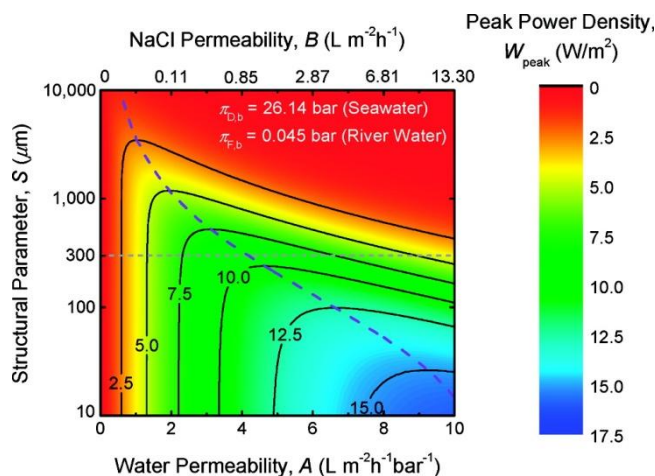 NaCl Permeability, B (L m⁻²h⁻¹)
0 0.11 0.85 2.87 6.81 13.30
Peak Power Density,
W_peak (W/m²)
π_D,b = 26.14 bar (Seawater)
π_F,b = 0.045 bar (River Water)
Structural Parameter, S (μm)
10,000
1,000
300
100
10
2.5
5.0
7.5
10.0
12.5
15.0
0 2 4 6 8 10
Water Permeability, A (L m⁻²h⁻¹bar⁻¹)
0
2.5
5.0
7.5
10.0
12.5
15.0
17.5